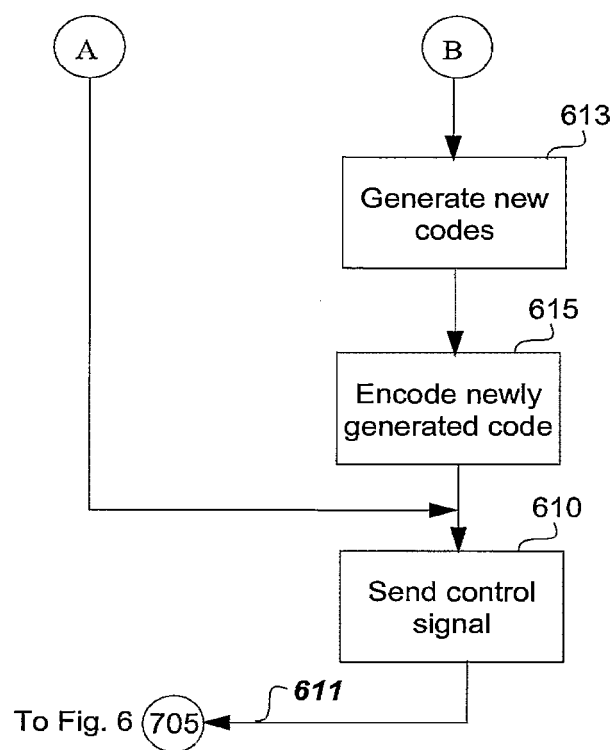 A
B
613
Generate new
codes
615
Encode newly
generated code
610
Send control
signal
611
To Fig. 6 705